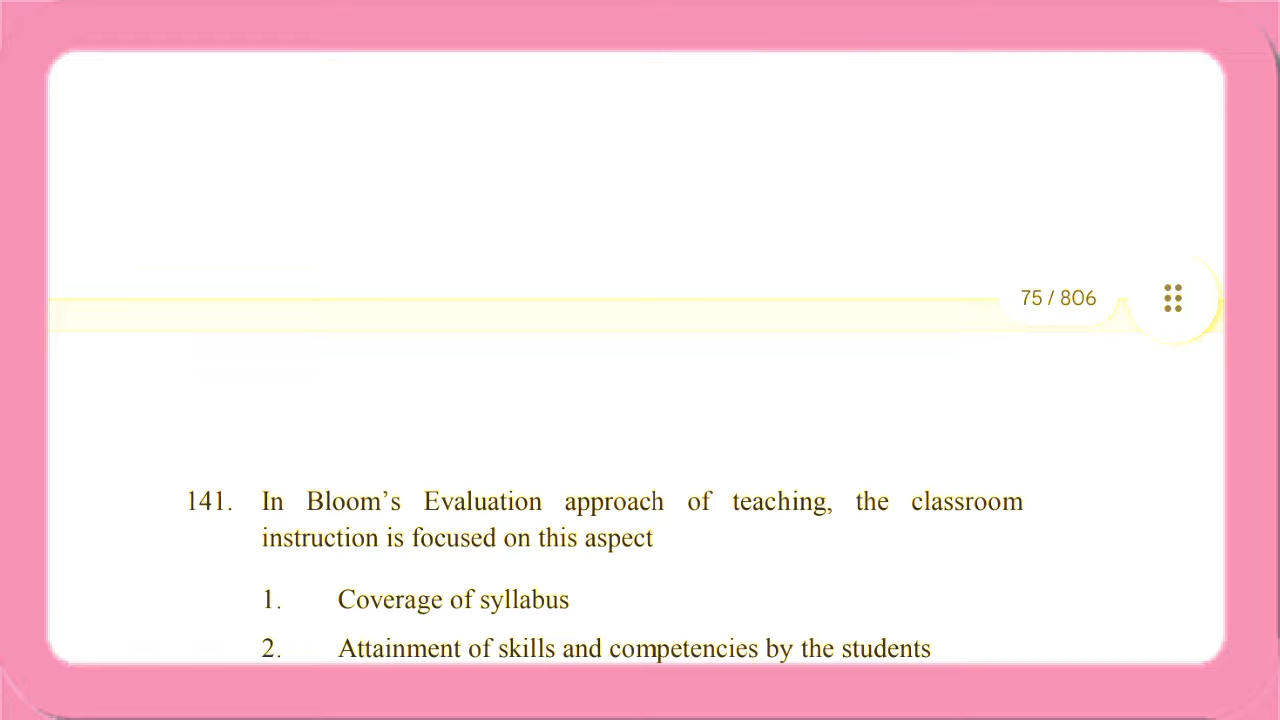 75 / 806
141. In Bloom’s Evaluation approach of teaching, the classroom
instruction is focused on this aspect
1. Coverage of syllabus
2. Attainment of skills and competencies by the students